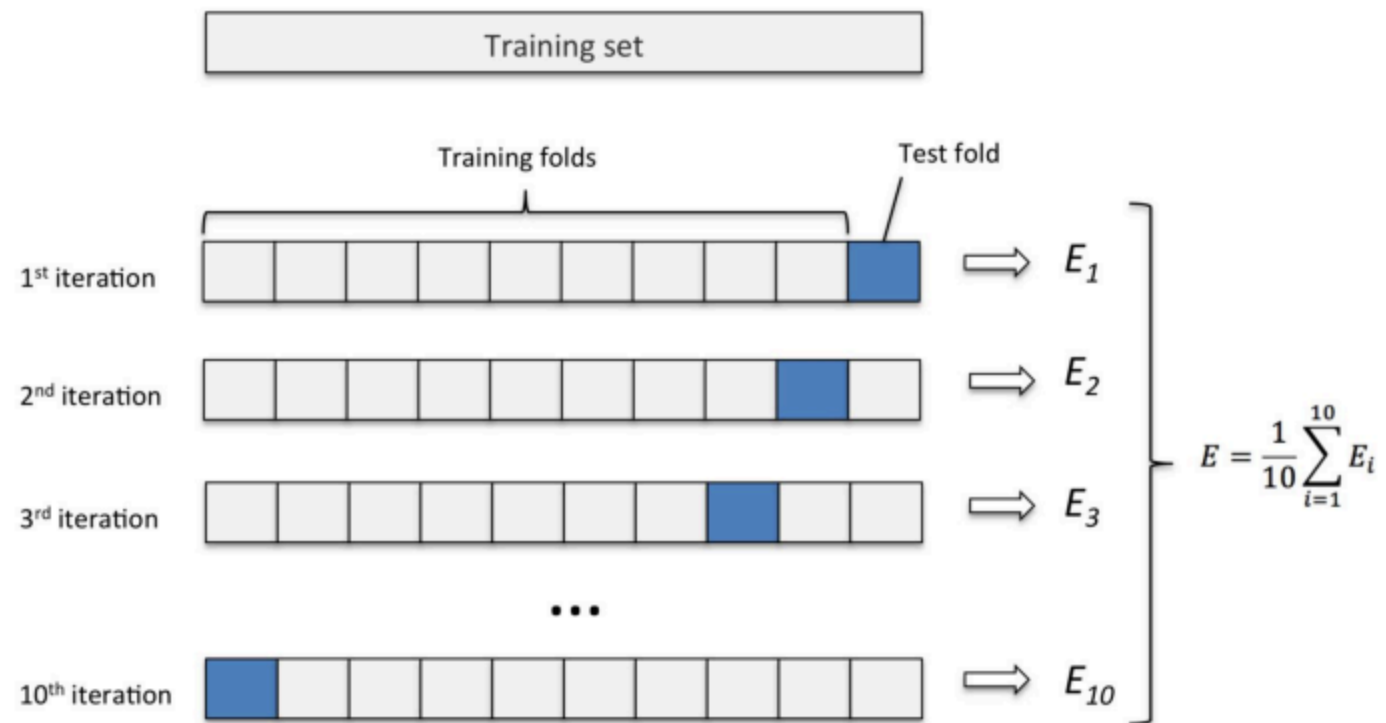 Training set
Training folds
Test fold
1st iteration
E1
2nd iteration
E2
3rd iteration
E3
E = 1/10 10∑i=1 Ei
...
10th iteration
E10